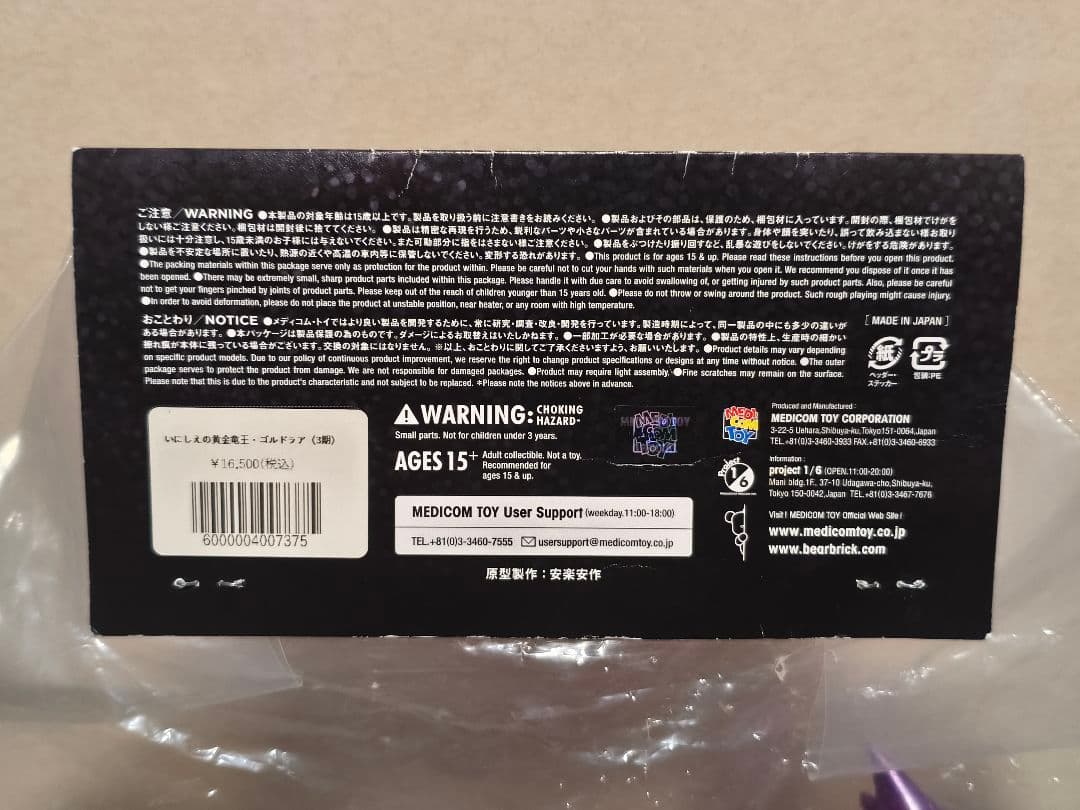 ご注意／WARNING ●本製品の対象年齢は15歳以上です。製品を取り扱う前に注意書きをお読みください。 ●製品およびその部品は、保護のため、梱包材に入っています。開封の際、梱包材でけがを
しない様ご注意ください。梱包材は開封後に捨ててください。 ●製品は精密な再現を行うため、鋭利なパーツや小さなパーツが含まれている場合があります。身体や顔を突いたり、誤って飲み込まない様お取り
扱いには十分注意し、15歳未満のお子様には与えないでください。また可動部分に指をはさまない様ご注意ください。 ●製品をぶつけたり振り回すなど、乱暴な遊びをしないでください。けがをする危険があります。
●製品を不安定な場所に置いたり、熱源の近くや高温の車内等に保管しないでください。変形する恐れがあります。 ●This product is for ages 15 & up. Please read these instructions before you open this product.
●The packing materials within this package serve only as protection for the product within. Please be careful not to cut your hands with such materials when you open it. We recommend you dispose of it once it has
been opened. ●There may be extremely small, sharp product parts included within this package. Please handle it with due care to avoid swallowing of, or getting injured by such product parts. Also, please be careful
not to get your fingers pinched by joints of product parts. Please keep out of the reach of children younger than 15 years old. ●Please do not throw or swing around the product. Such rough playing might cause injury.
●In order to avoid deformation, please do not place the product at unstable position, near heater, or any room with high temperature.
おことわり／NOTICE ●メディコム・トイではより良い製品を開発するために、常に研究・調査・改良・開発を行っています。製造時期によって、同一製品の中にも多少の違いが
ある場合があります。 ●本パッケージは製品保護の為のものです。ダメージによるお取替えはいたしかねます。 ●一部加工が必要な場合があります。 ●製品の特性上、生産時の細かい
擦れ痕が本体に残っている場合がございます。交換の対象にはなりません。※以上、おことわりに関してご了承くださいますよう、お願いいたします。 ●Product details may vary depending
on specific product models. Due to our policy of continuous product improvement, we reserve the right to change product specifications or designs at any time without notice. ●The outer
package serves to protect the product from damage. We are not responsible for damaged packages. ●Product may require light assembly. ●Fine scratches may remain on the surface.
Please note that this is due to the product's characteristic and not subject to be replaced. *Please note the notices above in advance.
[ MADE IN JAPAN ]
紙
プラ
ヘッダー・
ステッカー
包装:PE
いにしえの黄金竜王・ゴルドラア（3期）
￥16,500(税込)
6000004007375
WARNING: CHOKING
HAZARD-
Small parts. Not for children under 3 years.
AGES 15+ Adult collectible. Not a toy.
Recommended for
ages 15 & up.
MEDICOM TOY User Support (weekday.11:00-18:00)
TEL.+81(0)3-3460-7555 usersupport@medicomtoy.co.jp
原型製作：安楽安作
MEDICOM TOY
MEDI
COM
TOY
MEDI
COM
TOY
Produced and Manufactured:
MEDICOM TOY CORPORATION
3-22-5 Uehara,Shibuya-ku,Tokyo151-0064,Japan
TEL.+81(0)3-3460-3933 FAX.+81(0)3-3460-6933
Project
1/6
Information:
project 1/6 (OPEN.11:00-20:00)
Mani bldg.1F. 37-10 Udagawa-cho,Shibuya-ku,
Tokyo 150-0042,Japan TEL.+81(0)3-3467-7676
Visit! MEDICOM TOY Official Web Site!
www.medicomtoy.co.jp
www.bearbrick.com